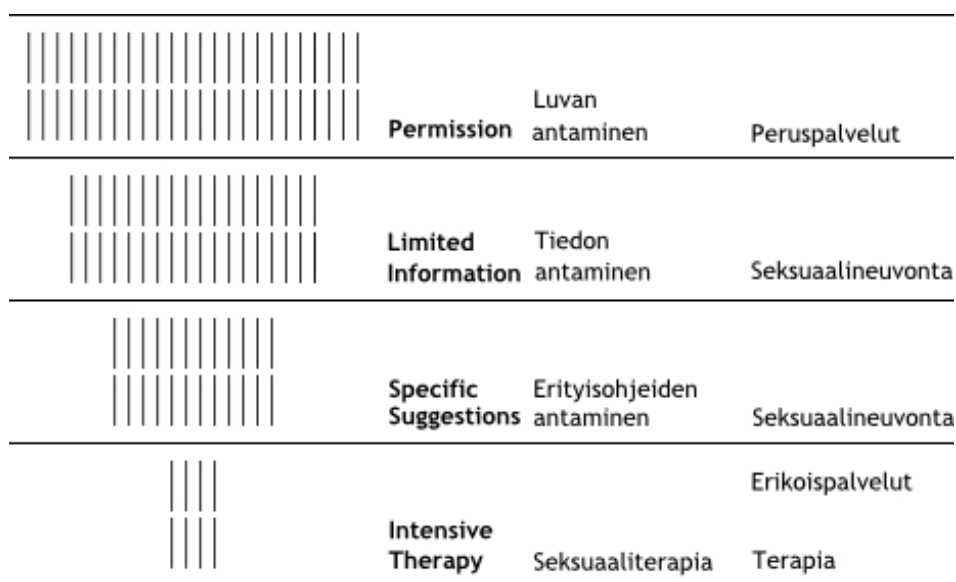 Permission Luvan antaminen Peruspalvelut
Limited Information Tiedon antaminen Seksuaalineuvonta
Specific Suggestions Erityisohjeiden antaminen Seksuaalineuvonta
Intensive Therapy Seksuaaliterapia Erikoispalvelut Terapia